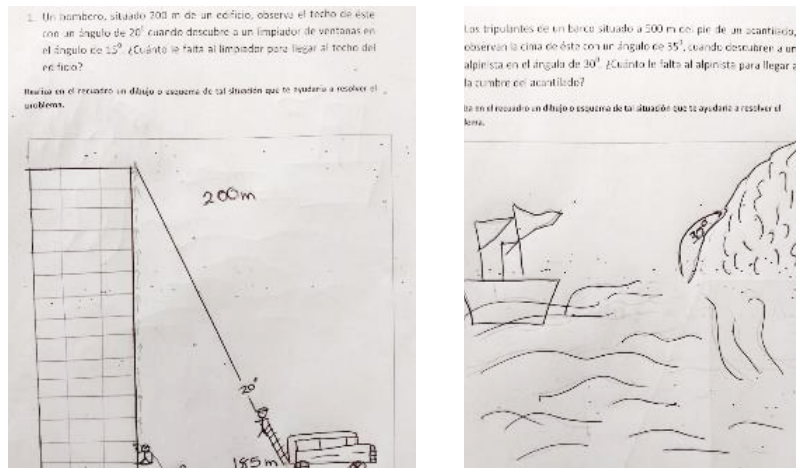 1. Un bombero, situado 200 m de un edificio, observa el techo de éste
con un ángulo de 20° cuando descubre a un limpiador de ventanas en
el ángulo de 15°. ¿Cuánto le falta al limpiador para llegar al techo del
edificio?
Realiza en el recuadro un dibujo o esquema de tal situación que te ayudaría a resolver el
problema.
200m
20°
185m
Los tripulantes de un barco situado a 500 m del pie de un acantilado,
observan la cima de éste con un ángulo de 35°, cuando descubren a un
alpinista en el ángulo de 30° ¿Cuánto le falta al alpinista para llegar a
la cumbre del acantilado?
en el recuadro un dibujo o esquema de tal situación que te ayudaría a resolver el
30°